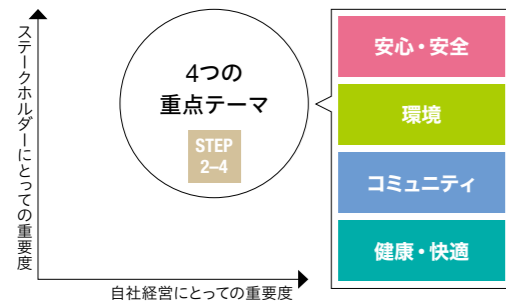 ステークホルダーにとっての重要度
4つの
重点テーマ
STEP
2–4
安心・安全
環境
コミュニティ
健康・快適
自社経営にとっての重要度